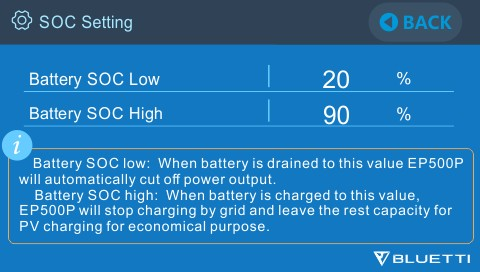 SOC Setting
BACK
Battery SOC Low 20 %
Battery SOC High 90 %
i
Battery SOC low: When battery is drained to this value EP500P
will automatically cut off power output.
Battery SOC high: When battery is charged to this value,
EP500P will stop charging by grid and leave the rest capacity for
PV charging for economical purpose.
BLUETTI